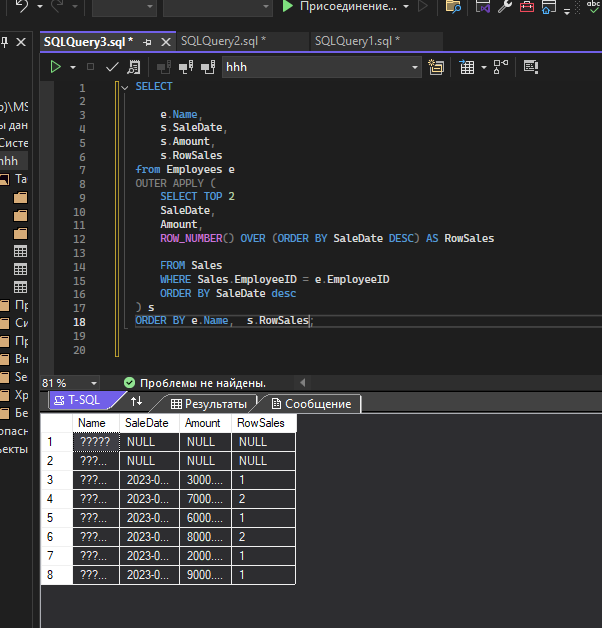 Присоединение...
SQLQuery3.sql *
SQLQuery2.sql *
SQLQuery1.sql *
hhh
abc
р)\MS
hhh
Та
Пр
Си
Пр
Вн
Se
Хр
Бе
1 SELECT
2
3 e.Name,
4 s.SaleDate,
5 s.Amount,
6 s.RowSales
7 from Employees e
8 OUTER APPLY (
9 SELECT TOP 2
10 SaleDate,
11 Amount,
12 ROW_NUMBER() OVER (ORDER BY SaleDate DESC) AS RowSales
13
14 FROM Sales
15 WHERE Sales.EmployeeID = e.EmployeeID
16 ORDER BY SaleDate desc
17 ) s
18 ORDER BY e.Name, s.RowSales;
19
20
81 %
Проблемы не найдены.
T-SQL
Результаты
Сообщение
Name SaleDate Amount RowSales
1 ????? NULL NULL NULL
2 ???... NULL NULL NULL
3 ???... 2023-0... 3000.... 1
4 ???... 2023-0... 7000.... 2
5 ???... 2023-0... 6000.... 1
6 ???... 2023-0... 8000.... 2
7 ???... 2023-0... 2000.... 1
8 ???... 2023-0... 9000.... 1